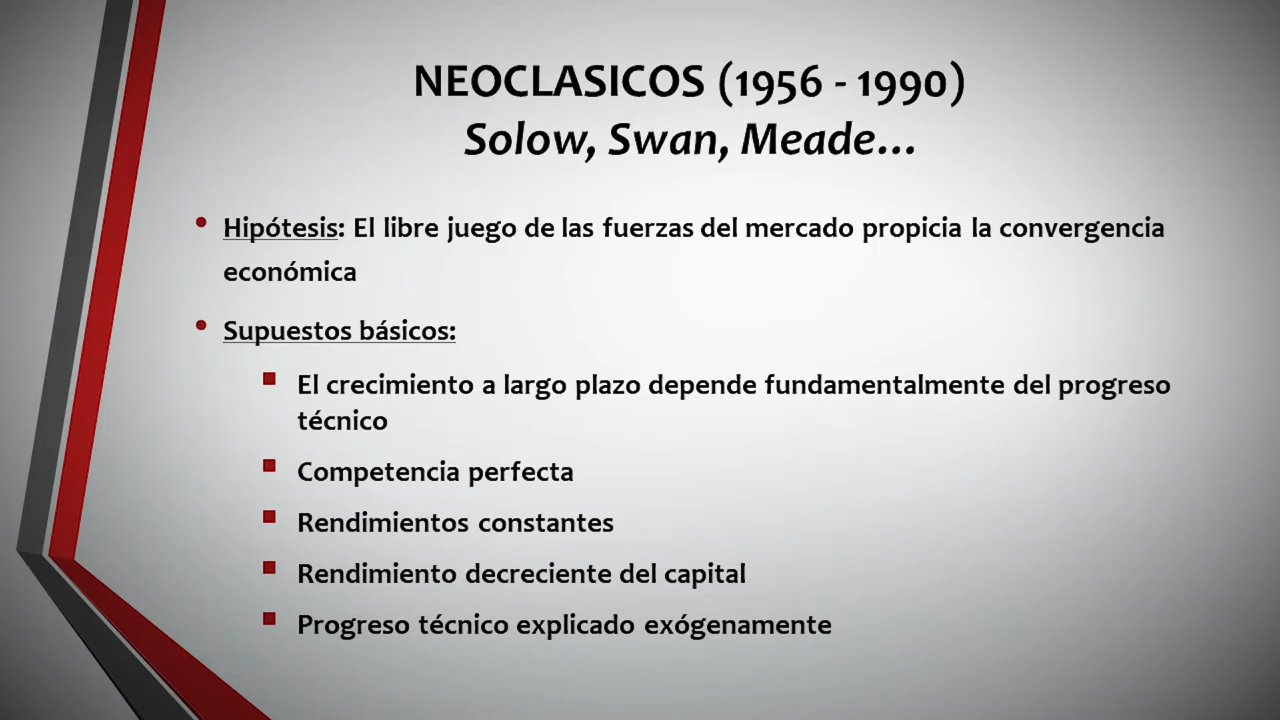 NEOCLASICOS (1956 - 1990)
Solow, Swan, Meade...
• Hipótesis: El libre juego de las fuerzas del mercado propicia la convergencia
económica
• Supuestos básicos:
▪ El crecimiento a largo plazo depende fundamentalmente del progreso
técnico
▪ Competencia perfecta
▪ Rendimientos constantes
▪ Rendimiento decreciente del capital
▪ Progreso técnico explicado exógenamente